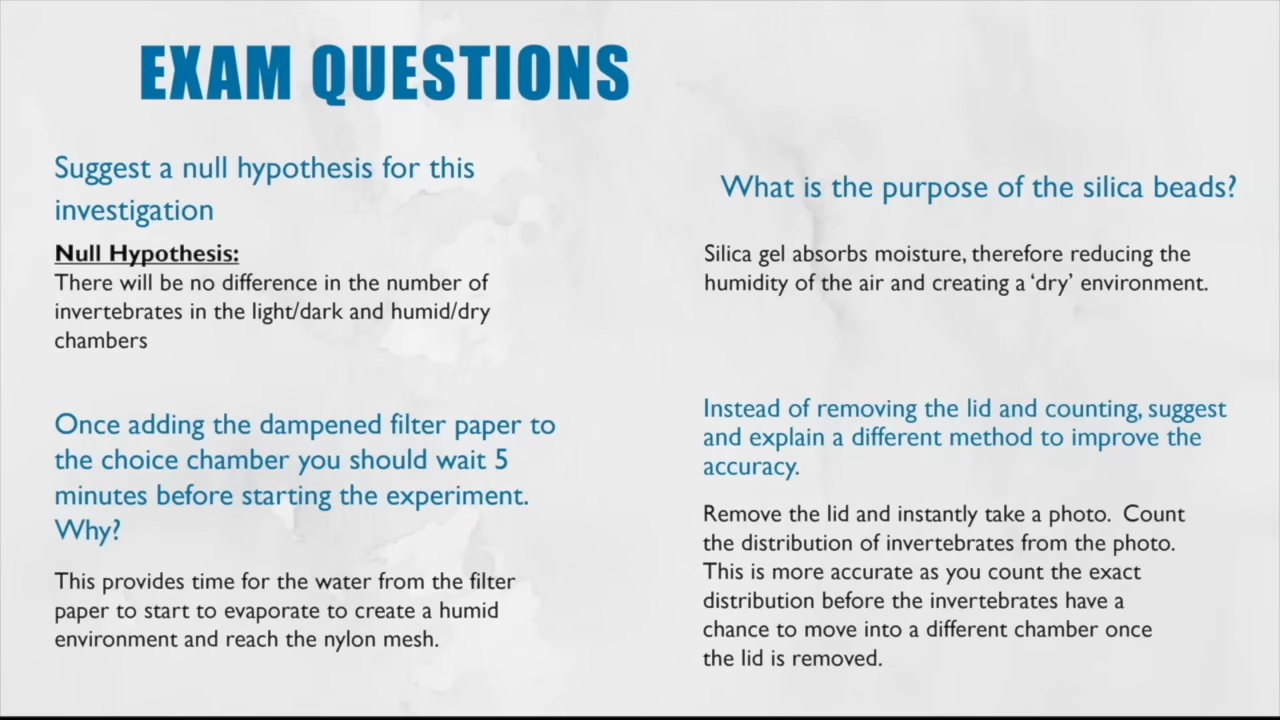 EXAM QUESTIONS
Suggest a null hypothesis for this
investigation
Null Hypothesis:
There will be no difference in the number of
invertebrates in the light/dark and humid/dry
chambers
Once adding the dampened filter paper to
the choice chamber you should wait 5
minutes before starting the experiment.
Why?
This provides time for the water from the filter
paper to start to evaporate to create a humid
environment and reach the nylon mesh.
What is the purpose of the silica beads?
Silica gel absorbs moisture, therefore reducing the
humidity of the air and creating a ‘dry’ environment.
Instead of removing the lid and counting, suggest
and explain a different method to improve the
accuracy.
Remove the lid and instantly take a photo.  Count
the distribution of invertebrates from the photo.
This is more accurate as you count the exact
distribution before the invertebrates have a
chance to move into a different chamber once
the lid is removed.